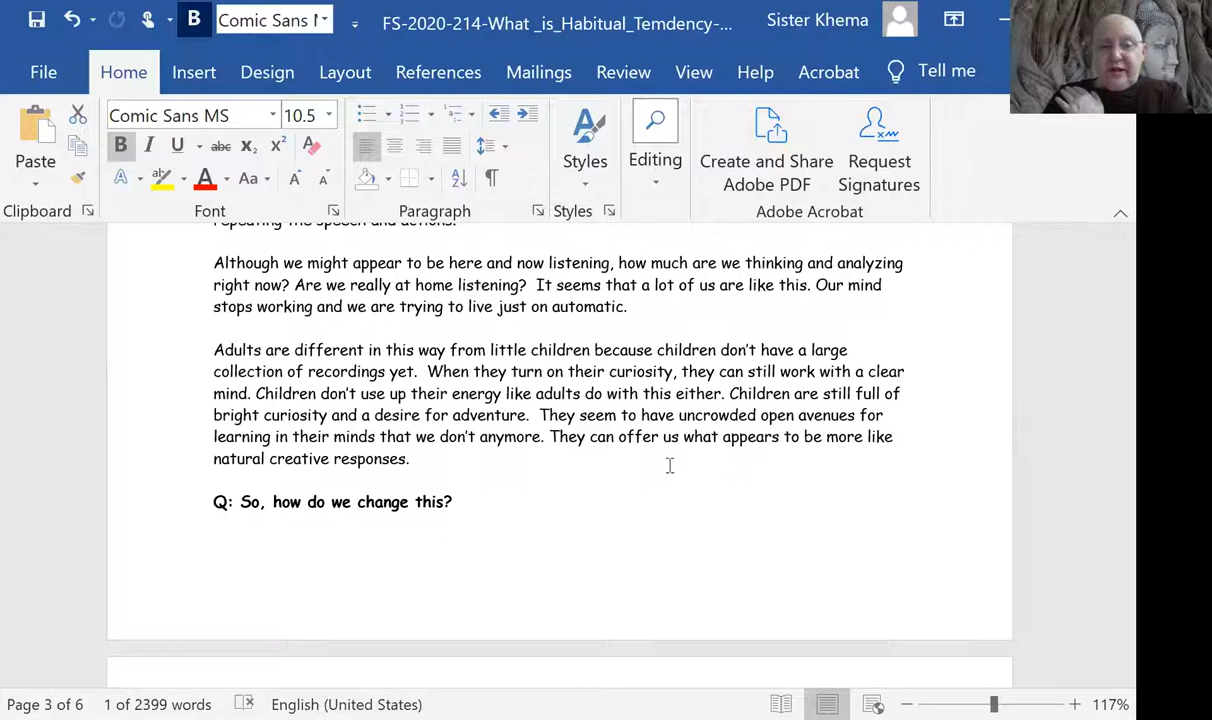 Comic Sans M
FS-2020-214-What _is_Habitual_Temdency-...
Sister Khema
File
Home
Insert
Design
Layout
References
Mailings
Review
View
Help
Acrobat
Tell me
Comic Sans MS
10.5
Paste
Styles
Editing
Create and Share
Adobe PDF
Request
Signatures
Clipboard
Font
Paragraph
Styles
Adobe Acrobat
repeating the speech and actions.
Although we might appear to be here and now listening, how much are we thinking and analyzing
right now? Are we really at home listening?  It seems that a lot of us are like this. Our mind
stops working and we are trying to live just on automatic.
Adults are different in this way from little children because children don't have a large
collection of recordings yet.  When they turn on their curiosity, they can still work with a clear
mind. Children don't use up their energy like adults do with this either. Children are still full of
bright curiosity and a desire for adventure.  They seem to have uncrowded open avenues for
learning in their minds that we don't anymore. They can offer us what appears to be more like
natural creative responses.
Q: So, how do we change this?
Page 3 of 6
1 of 2399 words
English (United States)
117%